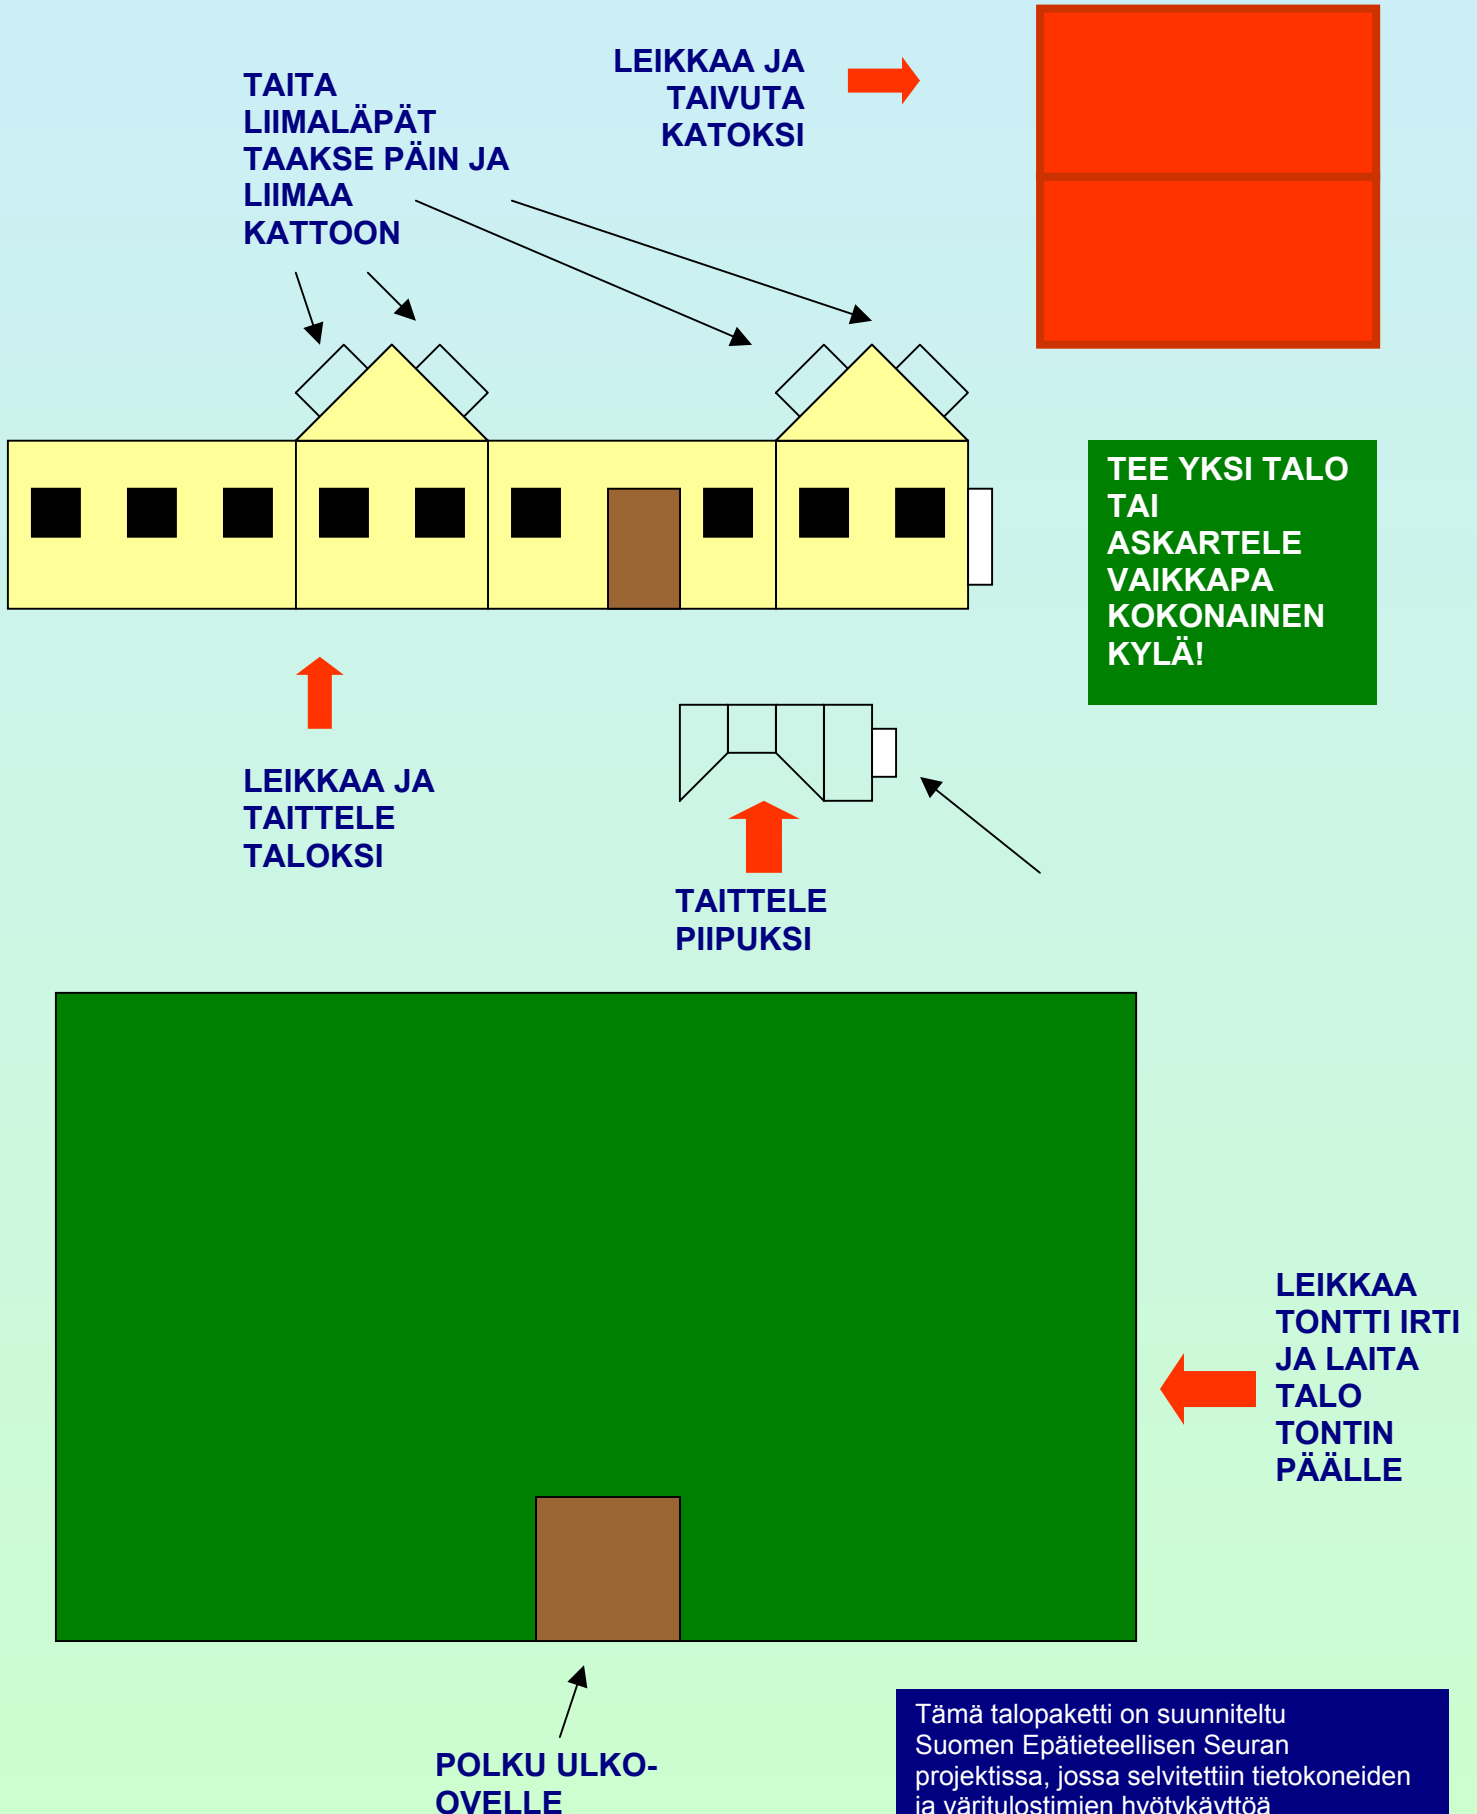 LEIKKAA JA
TAIVUTA
KATOKSI
TAITA
LIIMALÄPÄT
TAAKSE PÄIN JA
LIIMAA
KATTOON
TEE YKSI TALO
TAI
ASKARTELE
VAIKKAPA
KOKONAINEN
KYLÄ!
LEIKKAA JA
TAITTELE
TALOKSI
TAITTELE
PIIPUKSI
LEIKKAA
TONTTI IRTI
JA LAITA
TALO
TONTIN
PÄÄLLE
POLKU ULKO-
OVELLE
Tämä talopaketti on suunniteltu
Suomen Epätieteellisen Seuran
projektissa, jossa selvitettiin tietokoneiden
ja väritulostimien hyötykäyttöä